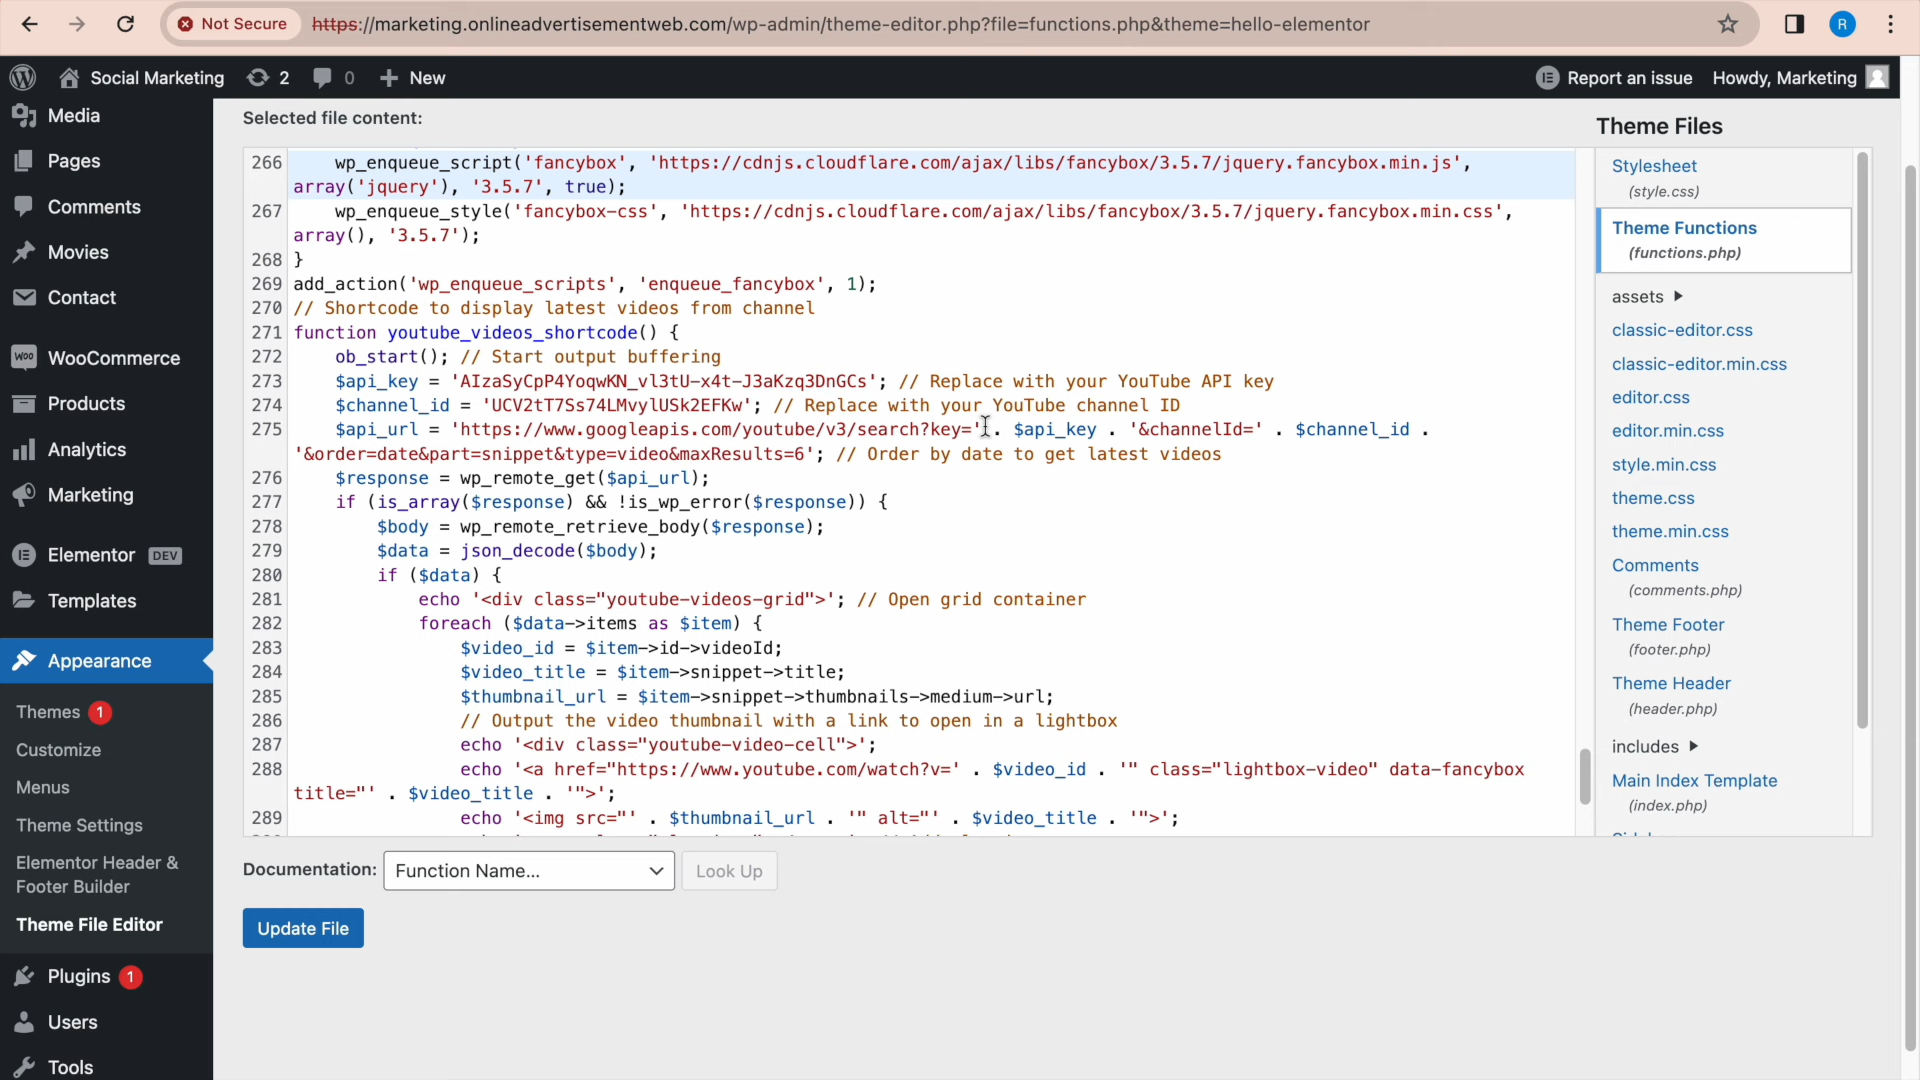 Not Secure https://marketing.onlineadvertisementweb.com/wp-admin/theme-editor.php?file=functions.php&theme=hello-elementor R
Social Marketing 2 0 New Report an issue Howdy, Marketing
Media
Pages
Comments
Movies
Contact
WooCommerce
Products
Analytics
Marketing
Elementor DEV
Templates
Appearance
Themes 1
Customize
Menus
Theme Settings
Elementor Header &
Footer Builder
Theme File Editor
Plugins 1
Users
Tools
Selected file content:
266 wp_enqueue_script('fancybox', 'https://cdnjs.cloudflare.com/ajax/libs/fancybox/3.5.7/jquery.fancybox.min.js',
array('jquery'), '3.5.7', true);
267 wp_enqueue_style('fancybox-css', 'https://cdnjs.cloudflare.com/ajax/libs/fancybox/3.5.7/jquery.fancybox.min.css',
array(), '3.5.7');
268 }
269 add_action('wp_enqueue_scripts', 'enqueue_fancybox', 1);
270 // Shortcode to display latest videos from channel
271 function youtube_videos_shortcode() {
272 ob_start(); // Start output buffering
273 $api_key = 'AIzaSyCpP4YoqwKN_vl3tU-x4t-J3aKzq3DnGCs'; // Replace with your YouTube API key
274 $channel_id = 'UCV2tT7Ss74LMvylUSk2EFKw'; // Replace with your YouTube channel ID
275 $api_url = 'https://www.googleapis.com/youtube/v3/search?key=' . $api_key . '&channelId=' . $channel_id .
'&order=date&part=snippet&type=video&maxResults=6'; // Order by date to get latest videos
276 $response = wp_remote_get($api_url);
277 if (is_array($response) && !is_wp_error($response)) {
278 $body = wp_remote_retrieve_body($response);
279 $data = json_decode($body);
280 if ($data) {
281 echo '<div class="youtube-videos-grid">'; // Open grid container
282 foreach ($data->items as $item) {
283 $video_id = $item->id->videoId;
284 $video_title = $item->snippet->title;
285 $thumbnail_url = $item->snippet->thumbnails->medium->url;
286 // Output the video thumbnail with a link to open in a lightbox
287 echo '<div class="youtube-video-cell">';
288 echo '<a href="https://www.youtube.com/watch?v=' . $video_id . '" class="lightbox-video" data-fancybox
title="' . $video_title . '">';
289 echo '<img src="' . $thumbnail_url . '" alt="' . $video_title . '">';
Documentation: Function Name... Look Up
Update File
Theme Files
Stylesheet
(style.css)
Theme Functions
(functions.php)
assets
classic-editor.css
classic-editor.min.css
editor.css
editor.min.css
style.min.css
theme.css
theme.min.css
Comments
(comments.php)
Theme Footer
(footer.php)
Theme Header
(header.php)
includes
Main Index Template
(index.php)